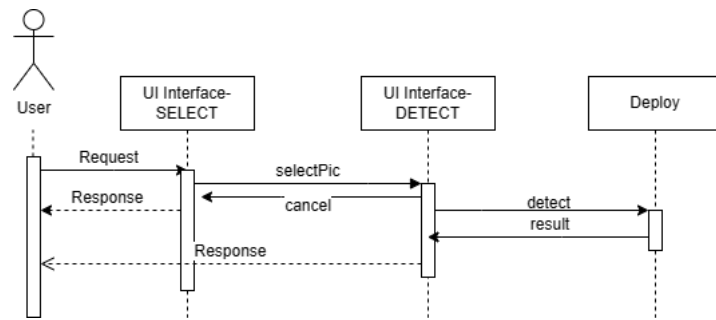 User
UI Interface-
SELECT
UI Interface-
DETECT
Deploy
Request
selectPic
Response
cancel
detect
result
Response